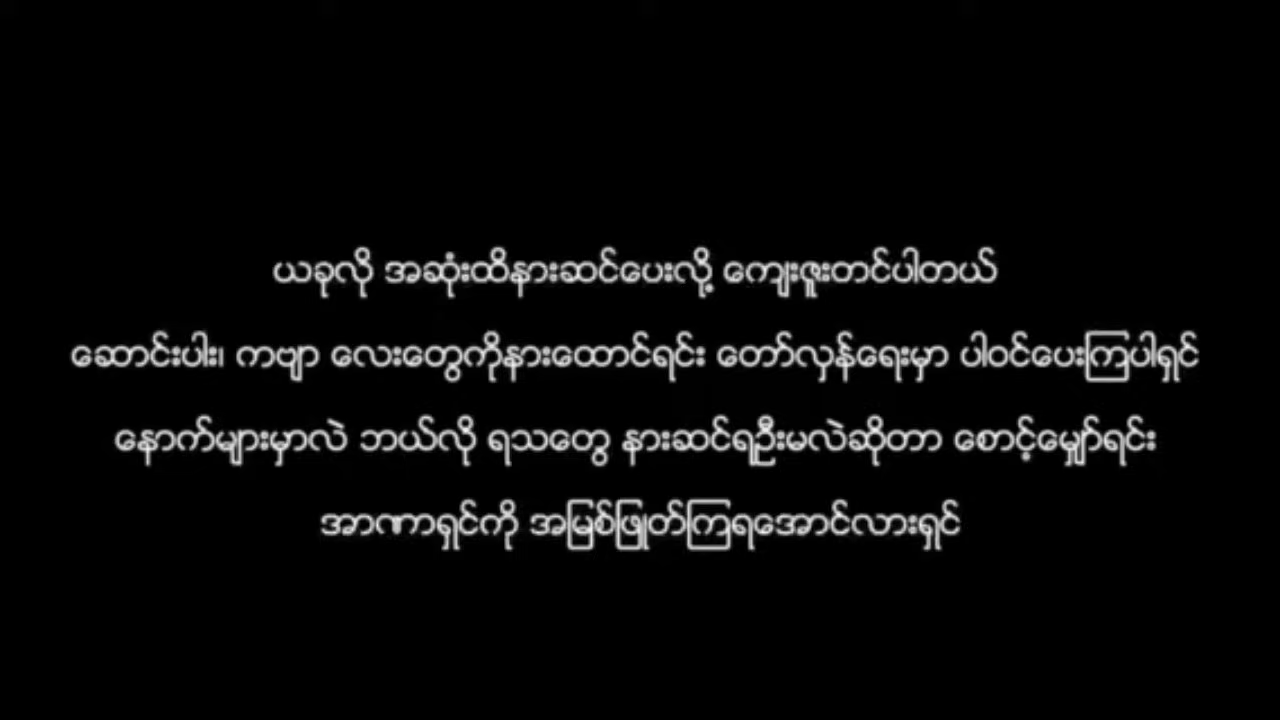 ယခုလို အဆုံးထိနားဆင်ပေးလို့ ကျေးဇူးတင်ပါတယ်
ဆောင်းပါး၊ ကဗျာ လေးတွေကိုနားထောင်ရင်း တော်လှန်ရေးမှာ ပါဝင်ပေးကြပါရှင်
နောက်များမှာလဲ ဘယ်လို ရသတွေ နားဆင်ရဦးမလဲဆိုတာ စောင့်မျှော်ရင်း
အာဏာရှင်ကို အမြစ်ဖြုတ်ကြရအောင်လားရှင်